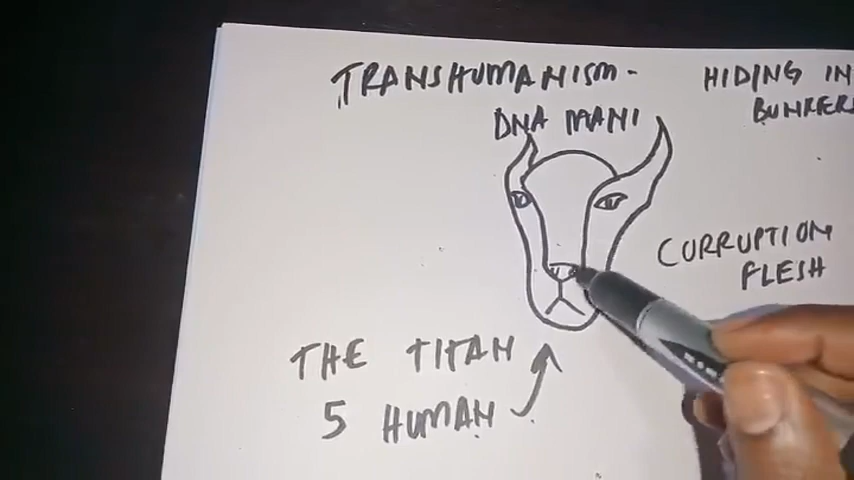 TRANSHUMANISM-
HIDING IN
DNA MANI
BUNKERS
CORRUPTION
FLESH
THE TITAN
5 HUMAN